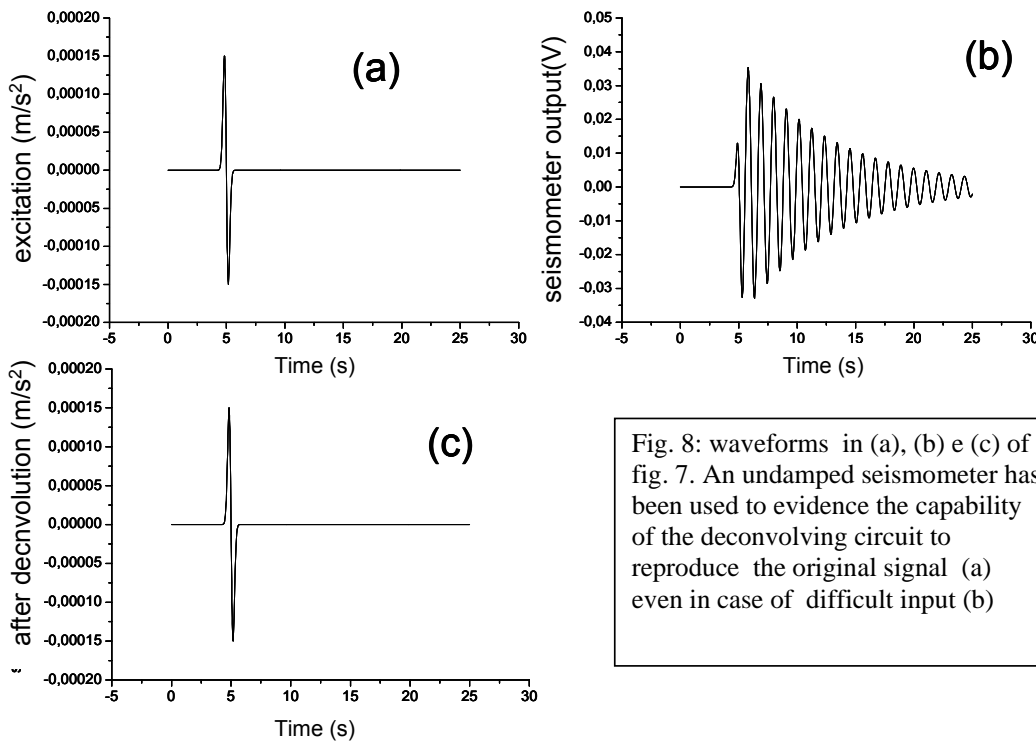 0,00020
0,00015
0,00010
0,00005
0,00000
-0,00005
-0,00010
-0,00015
-0,00020
excitation (m/s²)
(a)
-5 0 5 10 15 20 25 30
Time (s)
0,05
0,04
0,03
0,02
0,01
0,00
-0,01
-0,02
-0,03
-0,04
seismometer output(V)
(b)
-5 0 5 10 15 20 25 30
Time (s)
0,00020
0,00015
0,00010
0,00005
0,00000
-0,00005
-0,00010
-0,00015
-0,00020
after decnvolution (m/s²)
(c)
-5 0 5 10 15 20 25 30
Time (s)
Fig. 8: waveforms in (a), (b) e (c) of
fig. 7. An undamped seismometer has
been used to evidence the capability
of the deconvolving circuit to
reproduce the original signal (a)
even in case of difficult input (b)